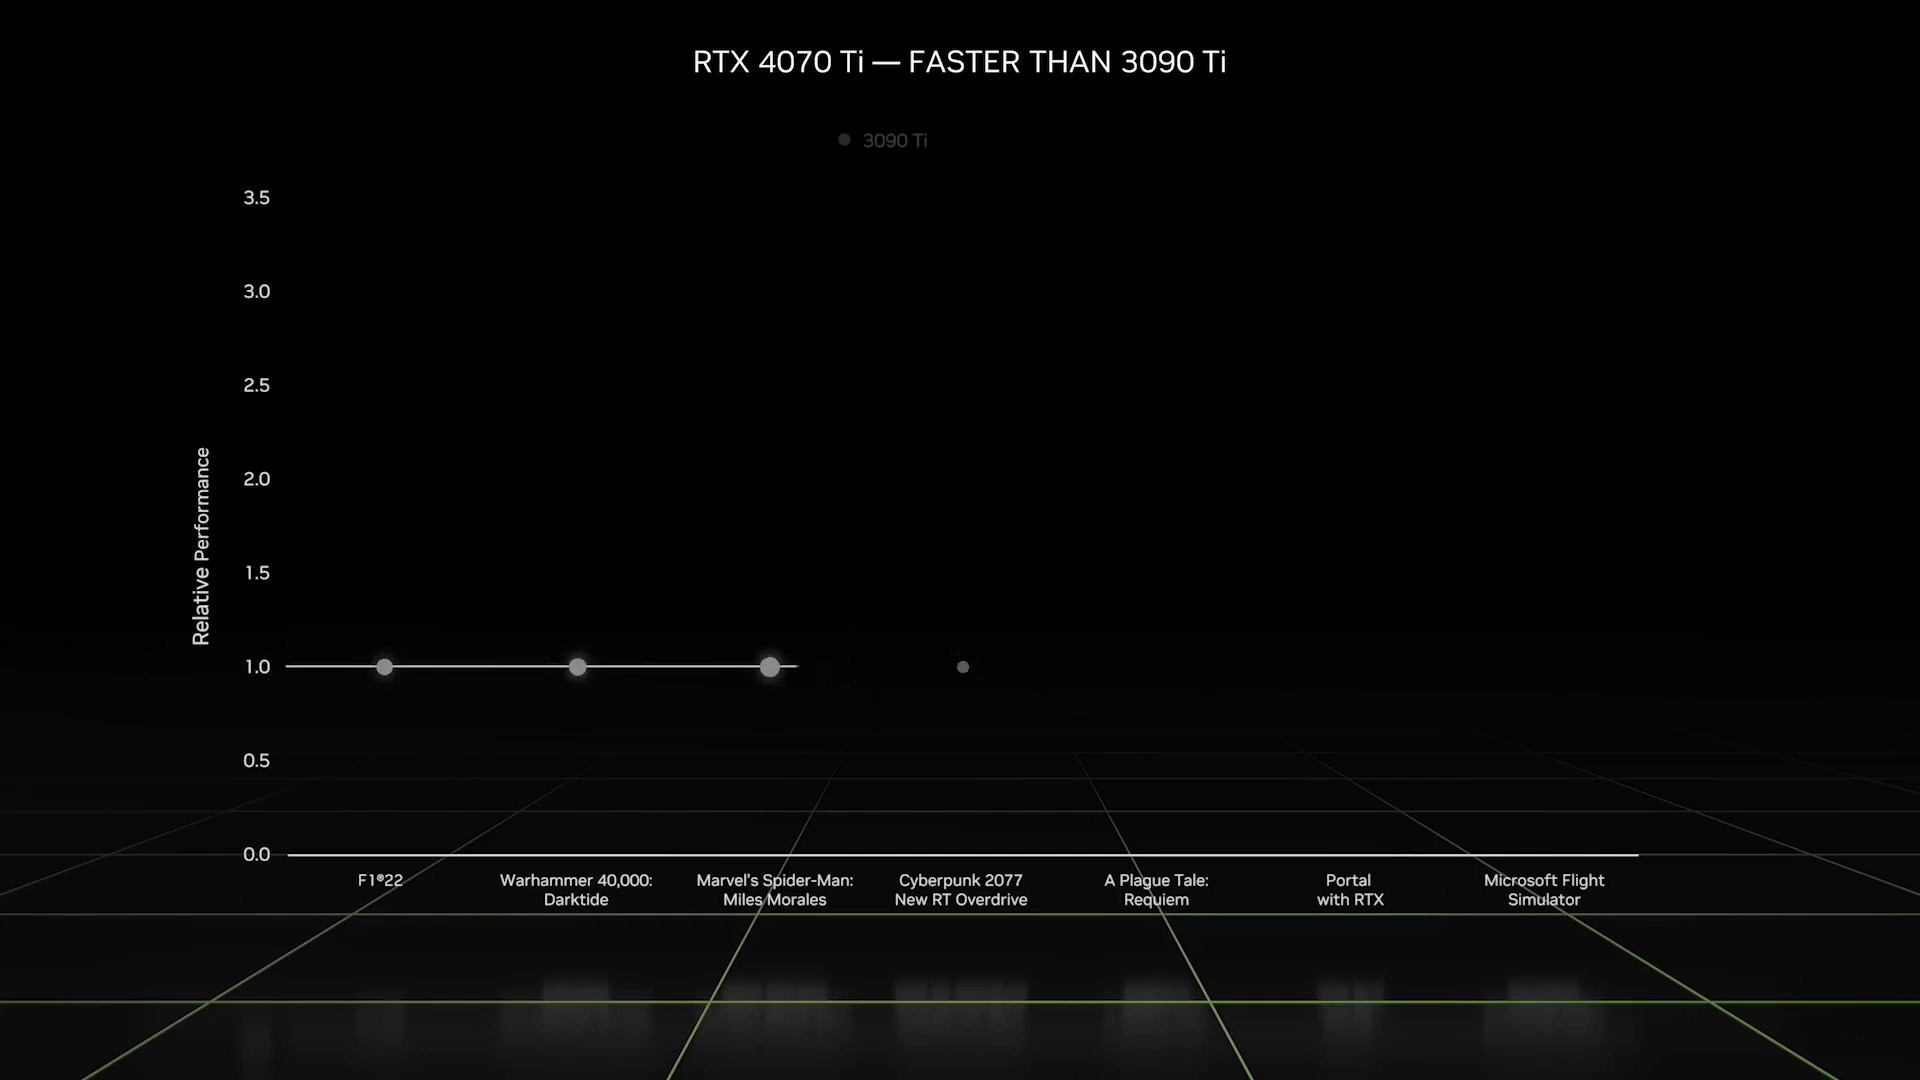 RTX 4070 Ti — FASTER THAN 3090 Ti
3090 Ti
3.5
3.0
2.5
2.0
1.5
1.0
0.5
0.0
Relative Performance
F1®22
Warhammer 40,000:
Darktide
Marvel's Spider-Man:
Miles Morales
Cyberpunk 2077
New RT Overdrive
A Plague Tale:
Requiem
Portal
with RTX
Microsoft Flight
Simulator